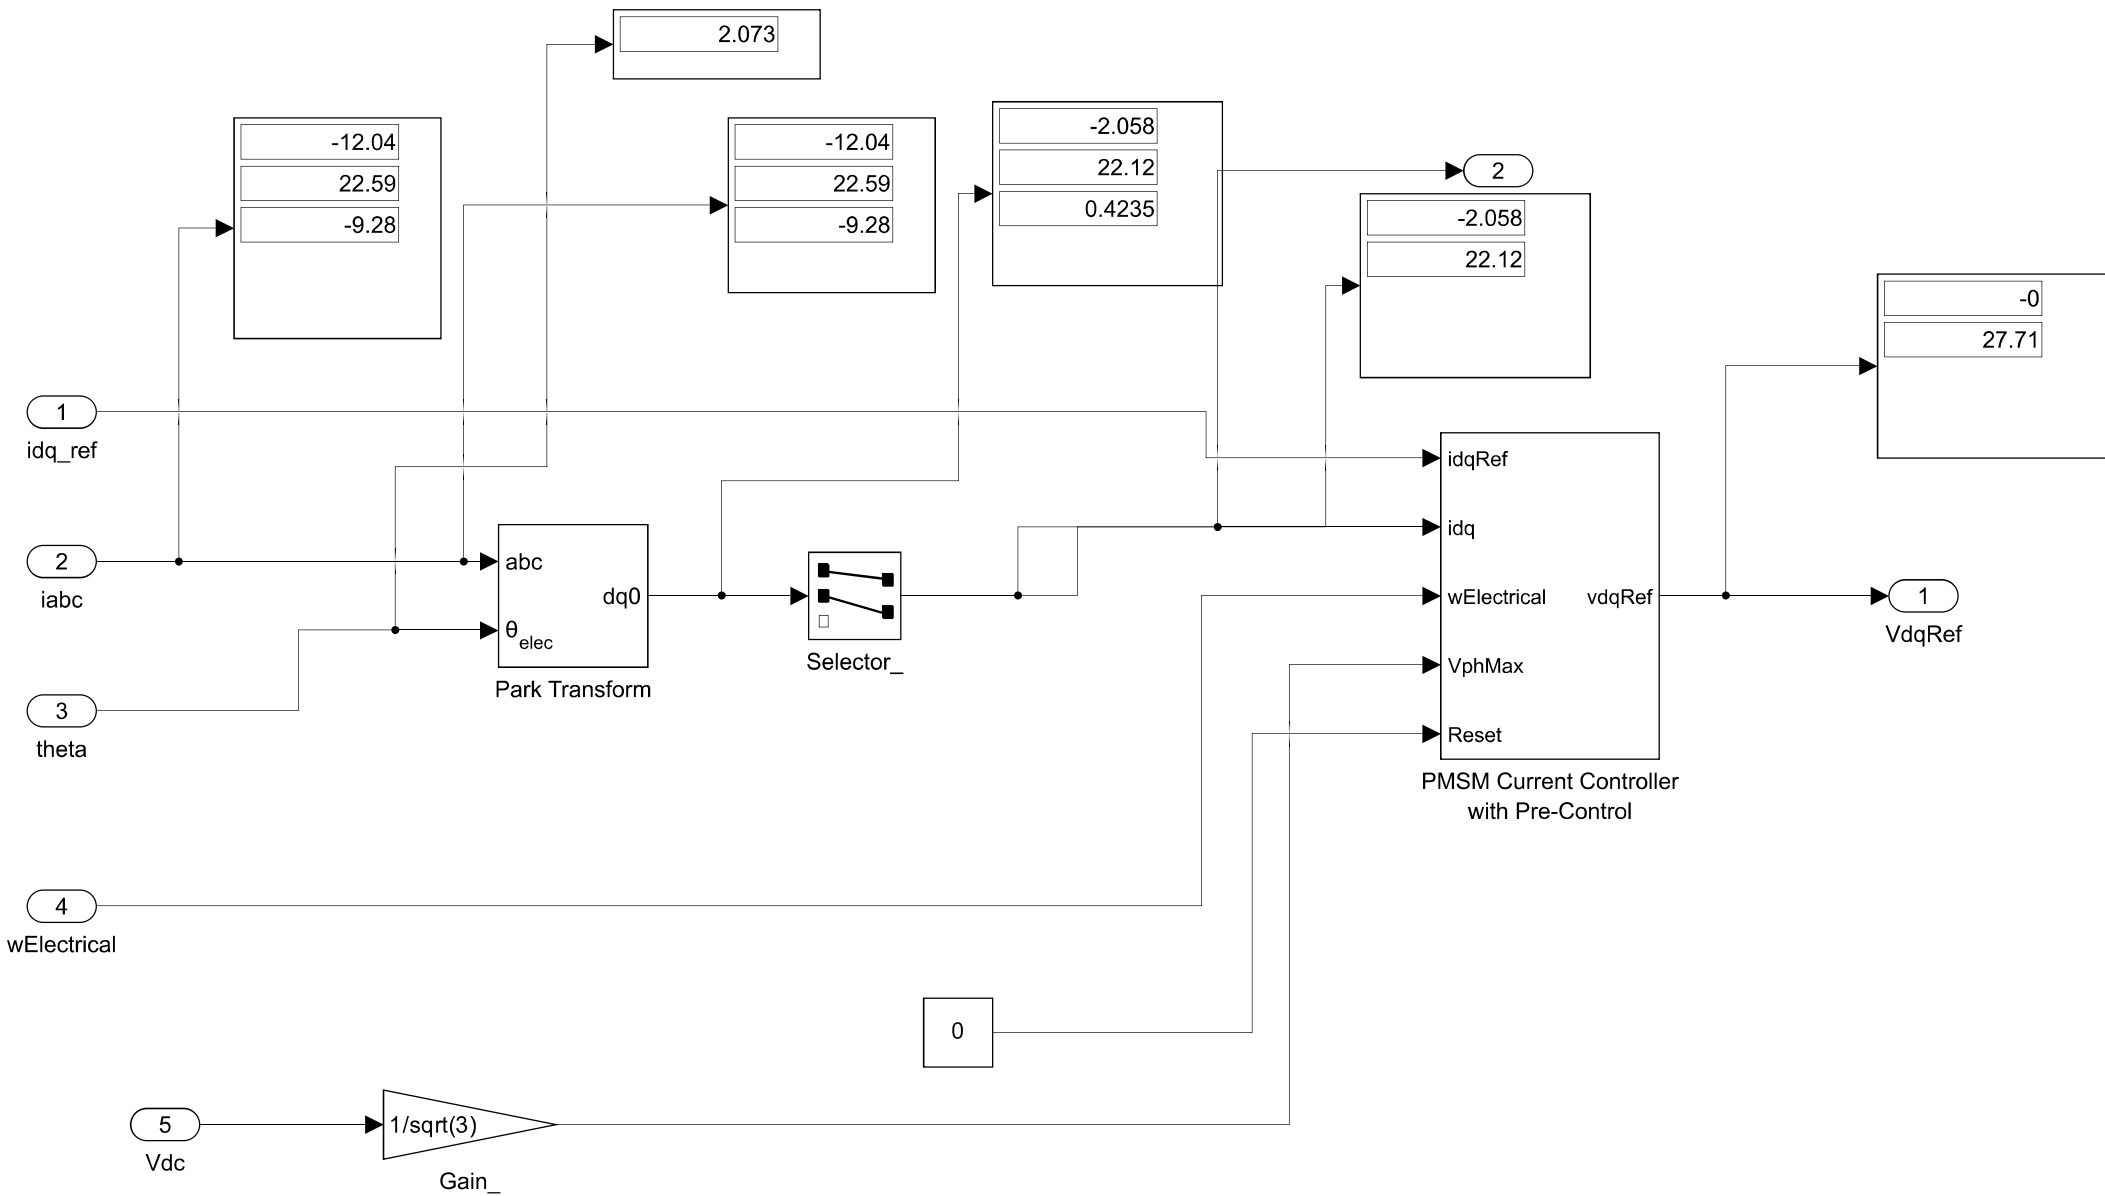 2.073
-12.04
22.59
-9.28
-12.04
22.59
-9.28
-2.058
22.12
0.4235
2
-2.058
22.12
-0
27.71
1
idq_ref
2
iabc
3
theta
4
wElectrical
5
Vdc
abc
θelec
dq0
Park Transform
Selector_
idqRef
idq
wElectrical
VphMax
Reset
vdqRef
PMSM Current Controller
with Pre-Control
1
VdqRef
0
1/sqrt(3)
Gain_